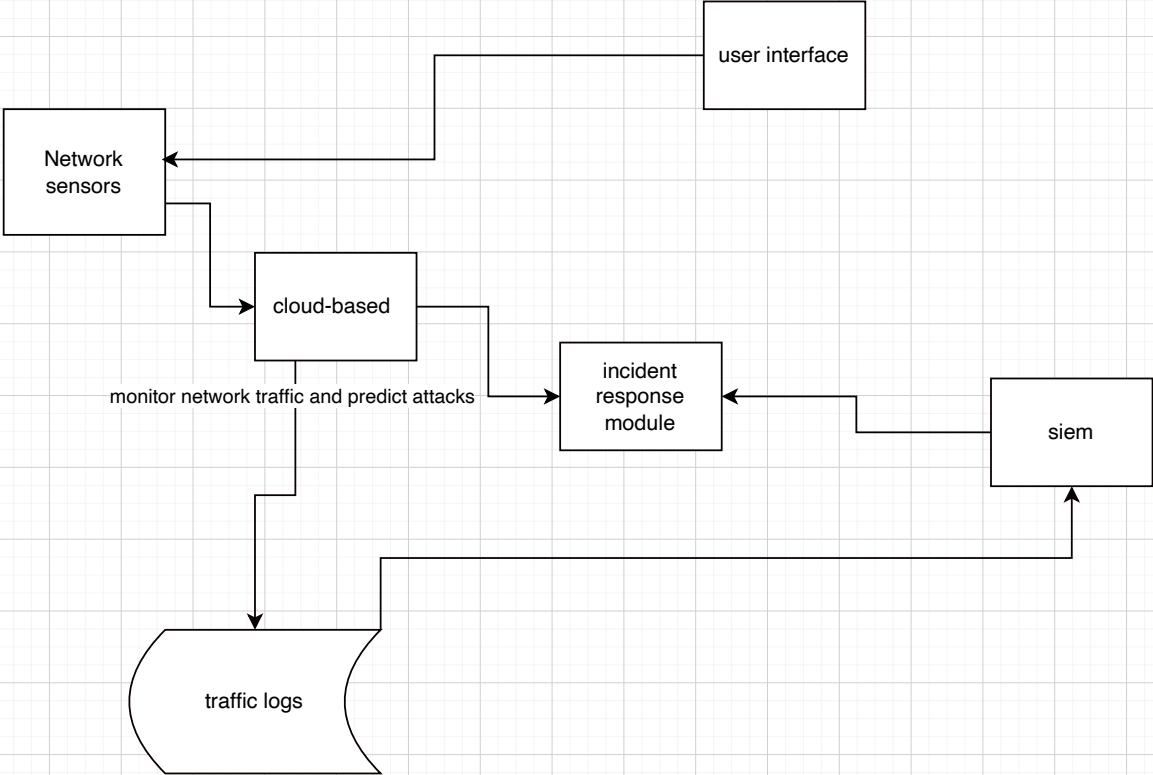 user interface
Network
sensors
cloud-based
monitor network traffic and predict attacks
incident
response
module
siem
traffic logs